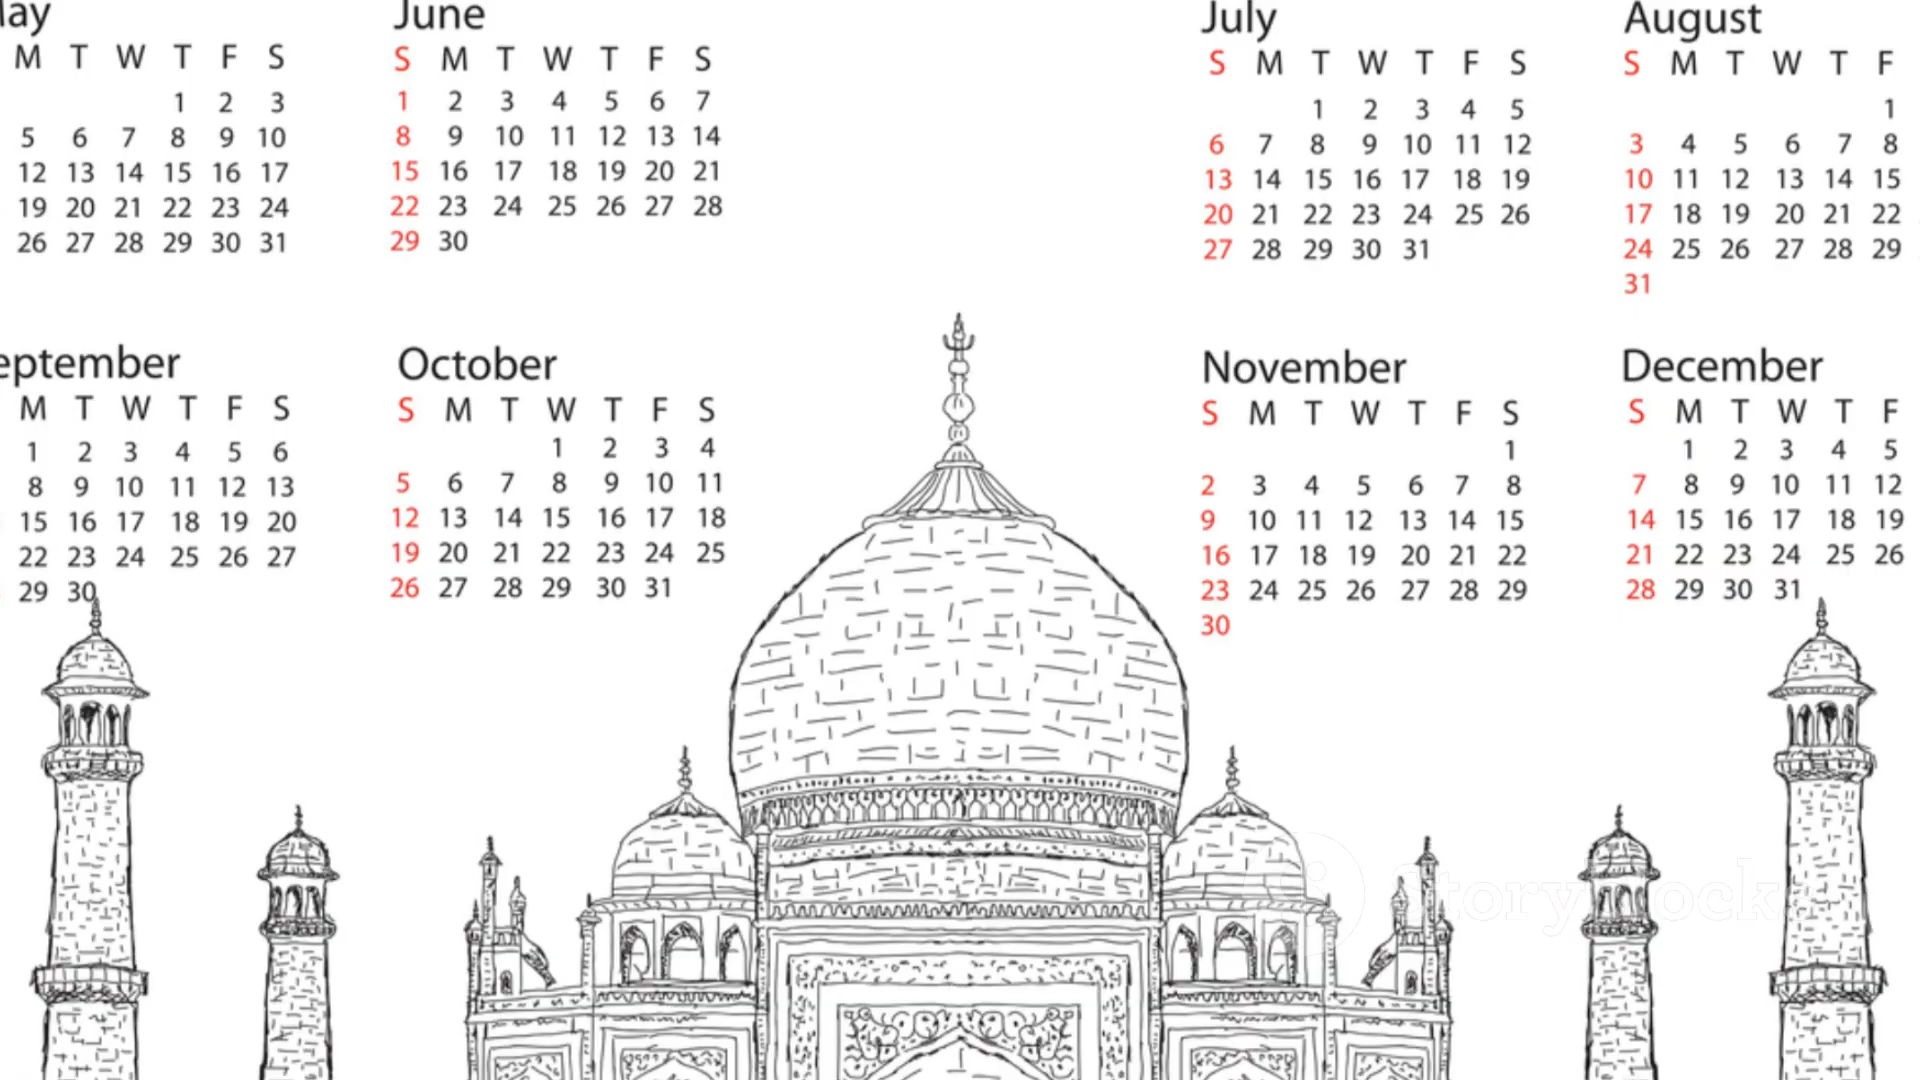 May
M T W T F S
1 2 3
5 6 7 8 9 10
12 13 14 15 16 17
19 20 21 22 23 24
26 27 28 29 30 31
June
S M T W T F S
1 2 3 4 5 6 7
8 9 10 11 12 13 14
15 16 17 18 19 20 21
22 23 24 25 26 27 28
29 30
July
S M T W T F S
1 2 3 4 5
6 7 8 9 10 11 12
13 14 15 16 17 18 19
20 21 22 23 24 25 26
27 28 29 30 31
August
S M T W T F
1
3 4 5 6 7 8
10 11 12 13 14 15
17 18 19 20 21 22
24 25 26 27 28 29
31
eptember
M T W T F S
1 2 3 4 5 6
8 9 10 11 12 13
15 16 17 18 19 20
22 23 24 25 26 27
29 30
October
S M T W T F S
1 2 3 4
5 6 7 8 9 10 11
12 13 14 15 16 17 18
19 20 21 22 23 24 25
26 27 28 29 30 31
November
S M T W T F S
1
2 3 4 5 6 7 8
9 10 11 12 13 14 15
16 17 18 19 20 21 22
23 24 25 26 27 28 29
30
December
S M T W T F
1 2 3 4 5
7 8 9 10 11 12
14 15 16 17 18 19
21 22 23 24 25 26
28 29 30 31